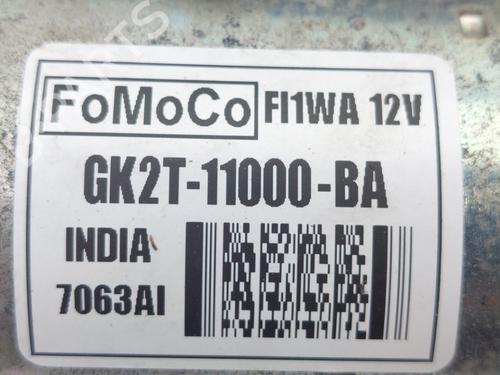 FoMoCo FI1WA 12V
GK2T-11000-BA
INDIA
7063AI